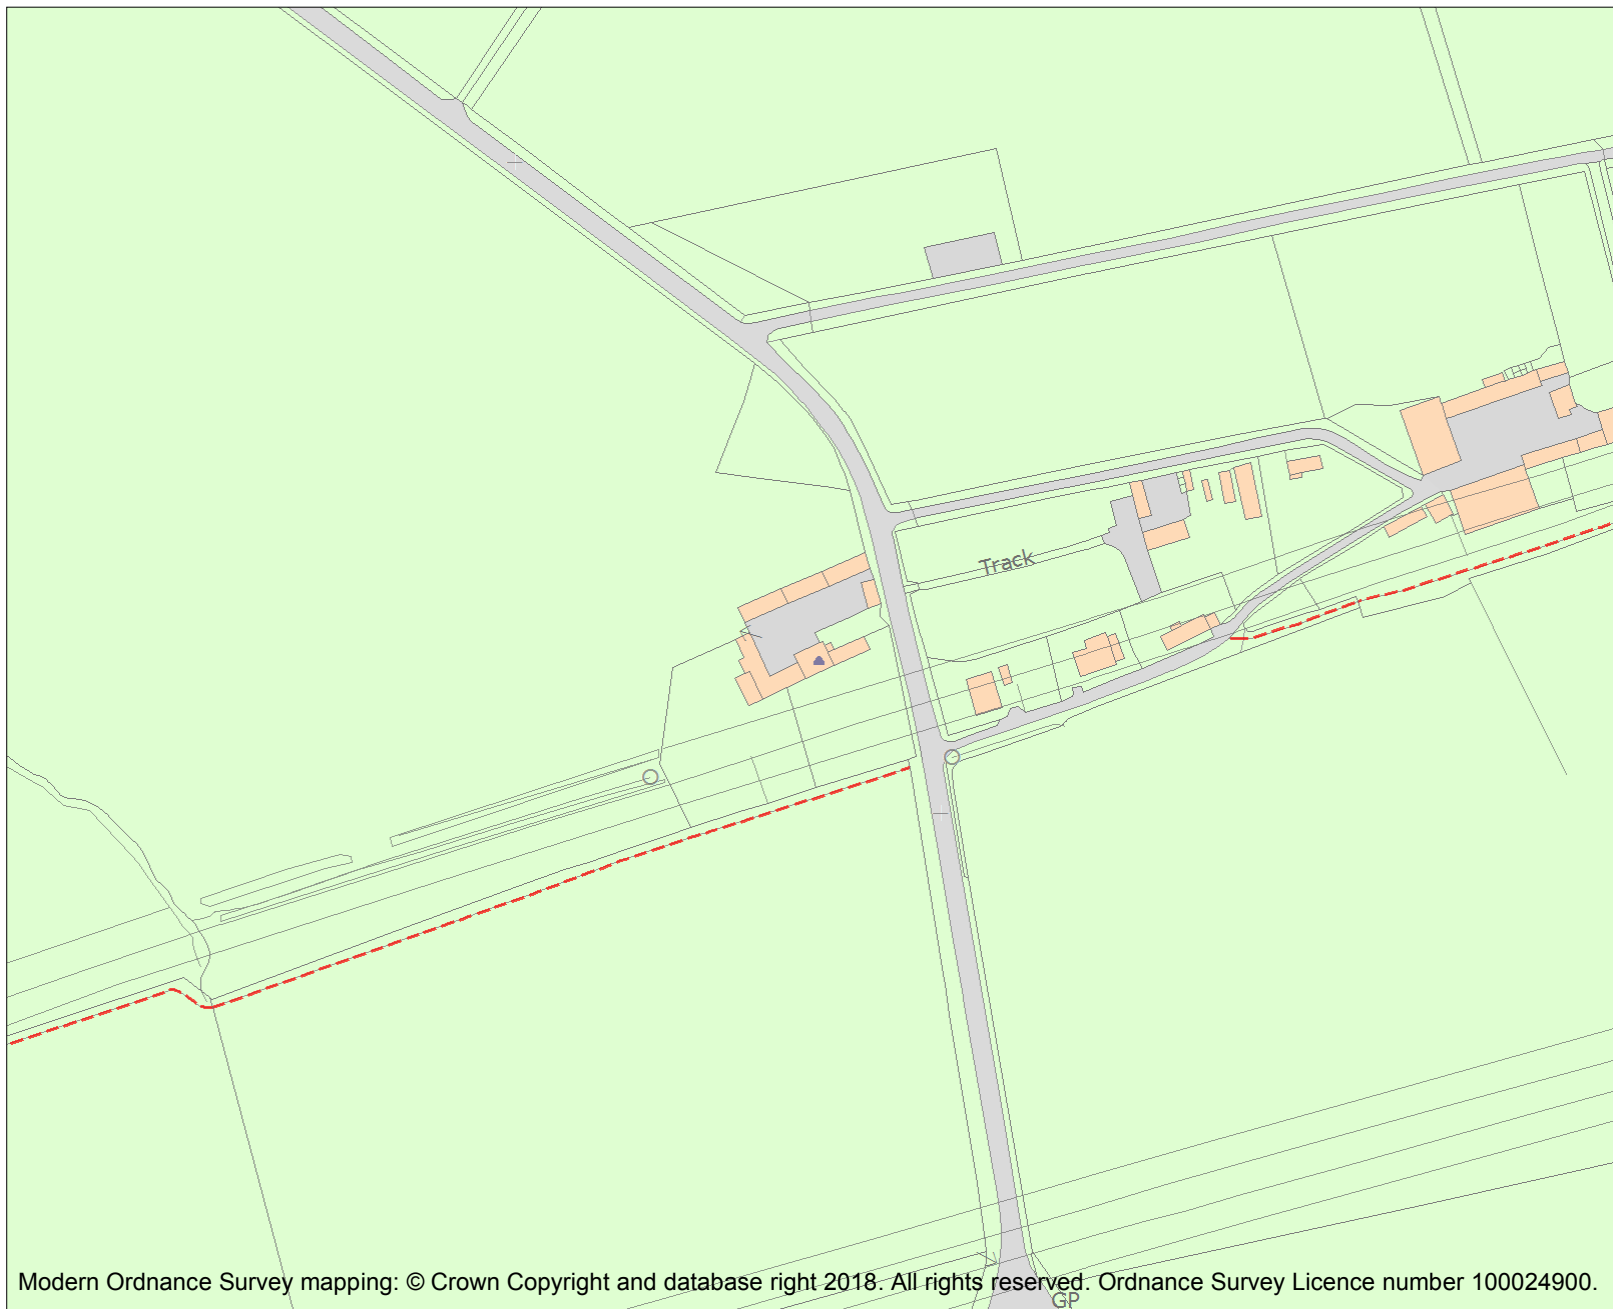 Track
Modern Ordnance Survey mapping: © Crown Copyright and database right 2018. All rights reserved. Ordnance Survey Licence number 100024900.
GP